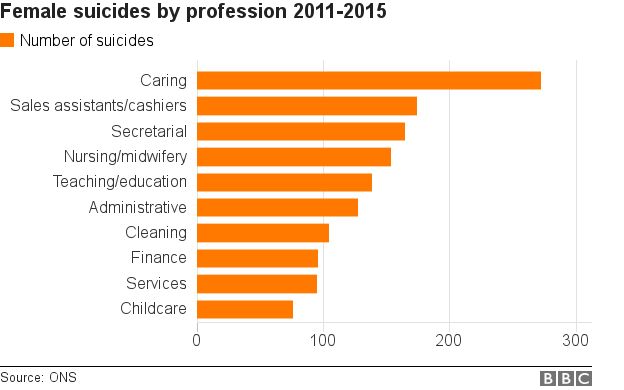 Female suicides by profession 2011-2015
Number of suicides
Caring
Sales assistants/cashiers
Secretarial
Nursing/midwifery
Teaching/education
Administrative
Cleaning
Finance
Services
Childcare
0 100 200 300
Source: ONS
BBC